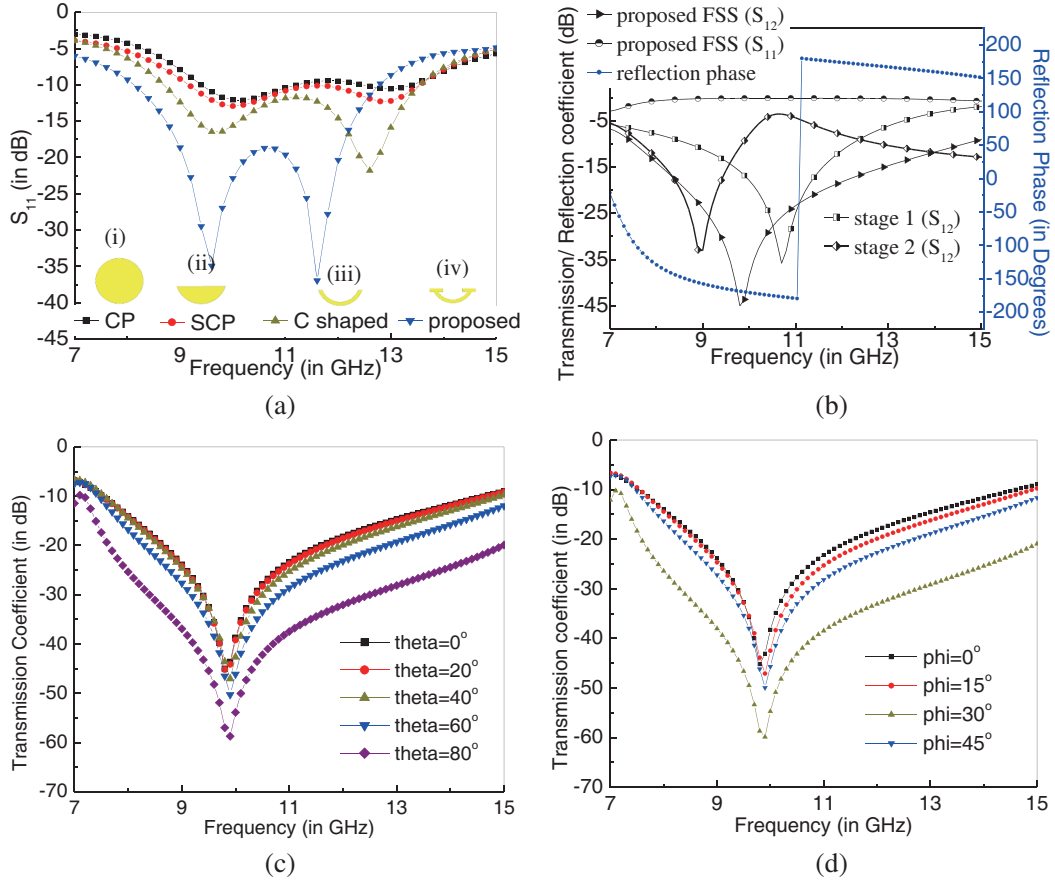 0
-5
-10
-15
-20
-25
-30
-35
-40
-45
S11 (in dB)
(i)
(ii)
(iii)
(iv)
CP
SCP
C shaped
proposed
7
9
11
13
15
Frequency (in GHz)
(a)
proposed FSS (S12)
proposed FSS (S11)
reflection phase
-5
-15
-25
-35
-45
Transmission/ Reflection coefficient (dB)
200
150
100
50
0
-50
-100
-150
-200
Reflection Phase (in Degrees)
stage 1 (S12)
stage 2 (S12)
7
9
11
13
15
Frequency (in GHz)
(b)
0
-10
-20
-30
-40
-50
-60
-70
Transmission Coefficient (in dB)
theta=0°
theta=20°
theta=40°
theta=60°
theta=80°
7
9
11
13
15
Frequency (in GHz)
(c)
0
-10
-20
-30
-40
-50
-60
-70
Transmission coefficient (in dB)
phi=0°
phi=15°
phi=30°
phi=45°
7
9
11
13
15
Frequency (in GHz)
(d)